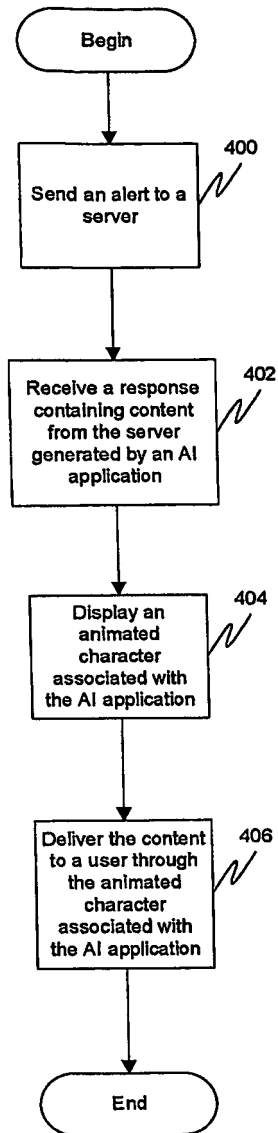 Begin
400
Send an alert to a
server
402
Receive a response
containing content
from the server
generated by an AI
application
404
Display an
animated
character
associated with
the AI application
406
Deliver the content
to a user through
the animated
character
associated with
the AI application
End